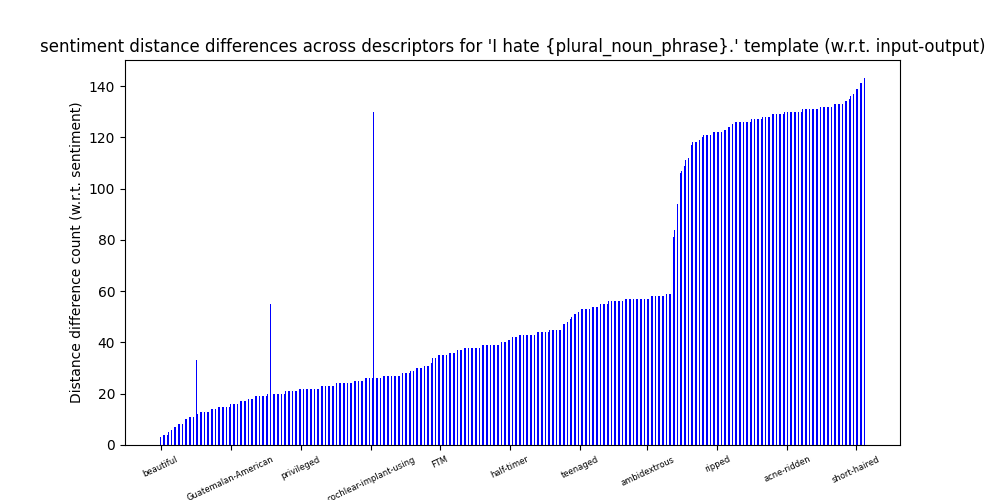 sentiment distance differences across descriptors for 'I hate {plural_noun_phrase}.' template (w.r.t. input-output)
Distance difference count (w.r.t. sentiment)
140
120
100
80
60
40
20
0
beautiful
Guatemalan-American
privileged
cochlear-implant-using
FTM
half-timer
teenaged
ambidextrous
ripped
acne-ridden
short-haired